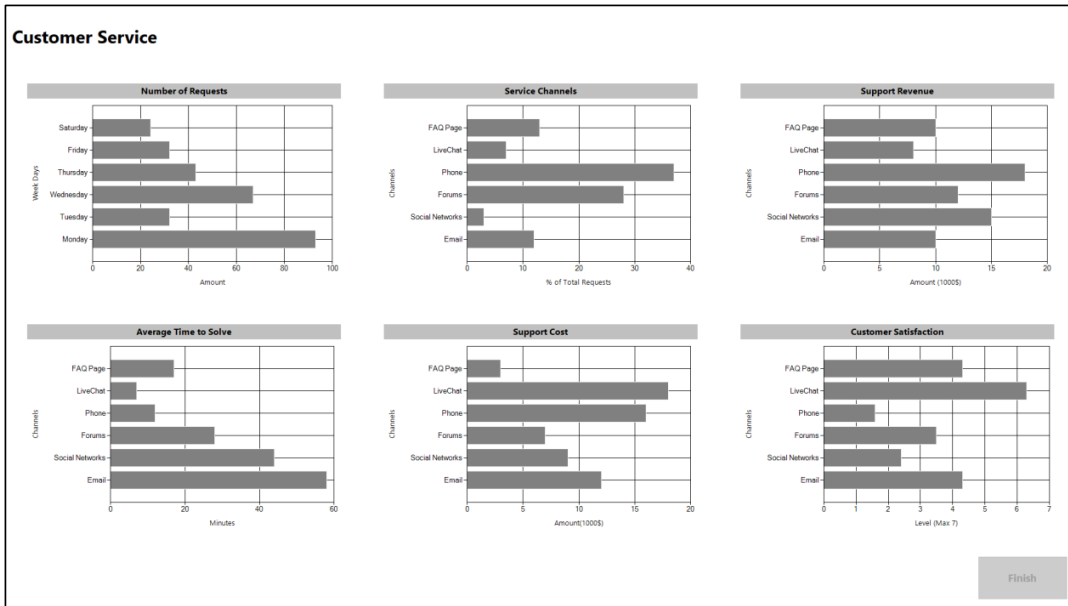 Customer Service
Number of Requests
Week Days
Saturday
Friday
Thursday
Wednesday
Tuesday
Monday
0 20 40 60 80 100
Amount
Service Channels
Channels
FAQ Page
LiveChat
Phone
Forums
Social Networks
Email
0 10 20 30 40
% of Total Requests
Support Revenue
Channels
FAQ Page
LiveChat
Phone
Forums
Social Networks
Email
0 5 10 15 20
Amount (1000$)
Average Time to Solve
Channels
FAQ Page
LiveChat
Phone
Forums
Social Networks
Email
0 20 40 60
Minutes
Support Cost
Channels
FAQ Page
LiveChat
Phone
Forums
Social Networks
Email
0 5 10 15 20
Amount(1000$)
Customer Satisfaction
Channels
FAQ Page
LiveChat
Phone
Forums
Social Networks
Email
0 1 2 3 4 5 6 7
Level (Max 7)
Finish